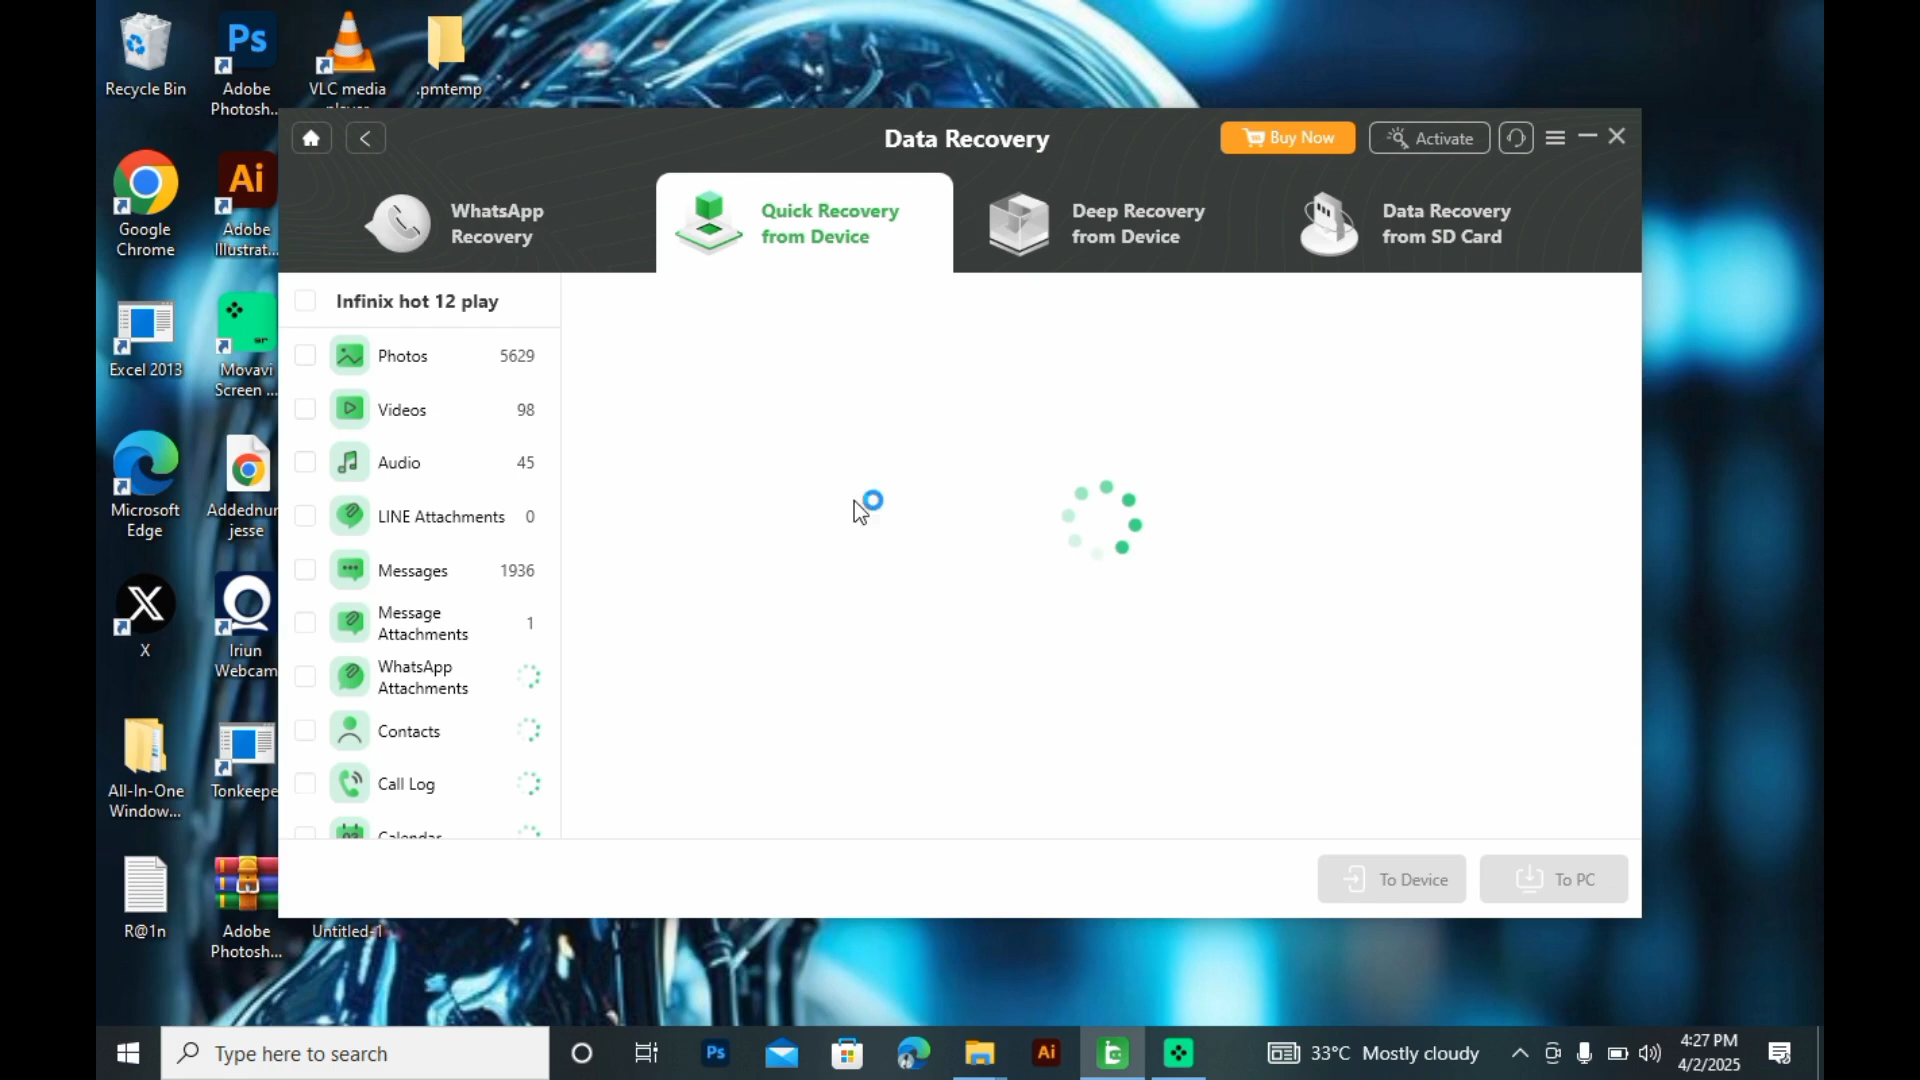 Recycle Bin
Adobe
Photosh...
VLC media
player
.pmtemp
Google
Chrome
Adobe
Illustrat...
Excel 2013
Movavi
Screen ...
Microsoft
Edge
Addednur
jesse
X
Iriun
Webcam
All-In-One
Window...
Tonkeepe
R@1n
Adobe
Photosh...
Untitled-1
Data Recovery
Buy Now
Activate
WhatsApp
Recovery
Quick Recovery
from Device
Deep Recovery
from Device
Data Recovery
from SD Card
Infinix hot 12 play
Photos 5629
Videos 98
Audio 45
LINE Attachments 0
Messages 1936
Message
Attachments 1
WhatsApp
Attachments
Contacts
Call Log
Calendar
To Device
To PC
Type here to search
33°C Mostly cloudy
4:27 PM
4/2/2025